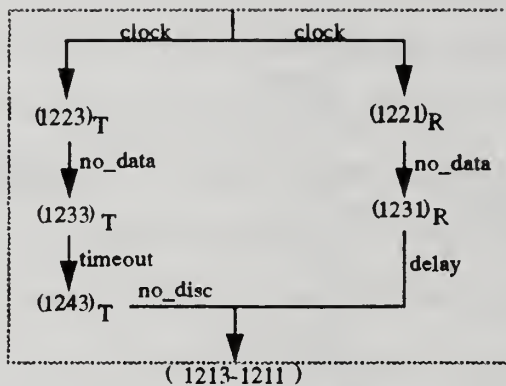 clock clock
(1223)T (1221)R
no_data no_data
(1233)T (1231)R
timeout delay
(1243)T no_disc
( 1213-1211 )